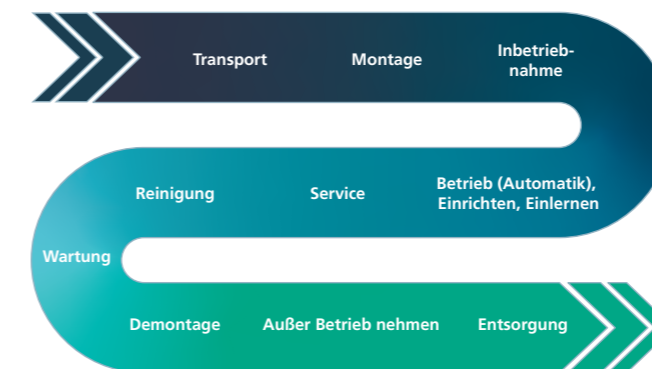 Transport
Montage
Inbetrieb-
nahme
Betrieb (Automatik),
Einrichten, Einlernen
Service
Reinigung
Wartung
Demontage
Außer Betrieb nehmen
Entsorgung